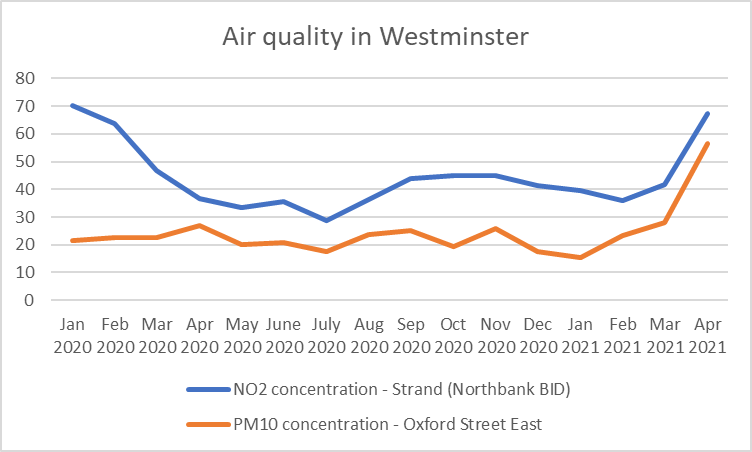 Air quality in Westminster
80
70
60
50
40
30
20
10
0
Jan Feb Mar Apr May June July Aug Sep Oct Nov Dec Jan Feb Mar Apr
2020 2020 2020 2020 2020 2020 2020 2020 2020 2020 2020 2020 2021 2021 2021 2021
NO2 concentration - Strand (Northbank BID)
PM10 concentration - Oxford Street East